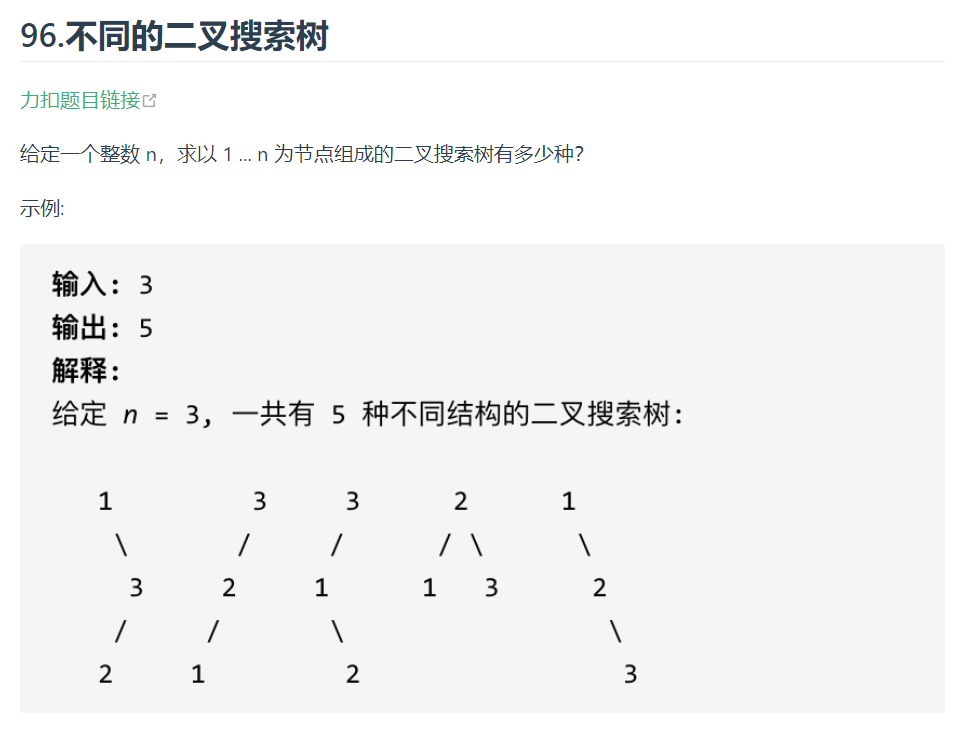 96.不同的二叉搜索树
力扣题目链接
给定一个整数 n，求以 1 ... n 为节点组成的二叉搜索树有多少种？
示例:
输入: 3
输出: 5
解释:
给定 n = 3, 一共有 5 种不同结构的二叉搜索树:
1 3 3 2 1
\ / / / \ \
3 2 1 1 3 2
/ / \ \
2 1 2 3